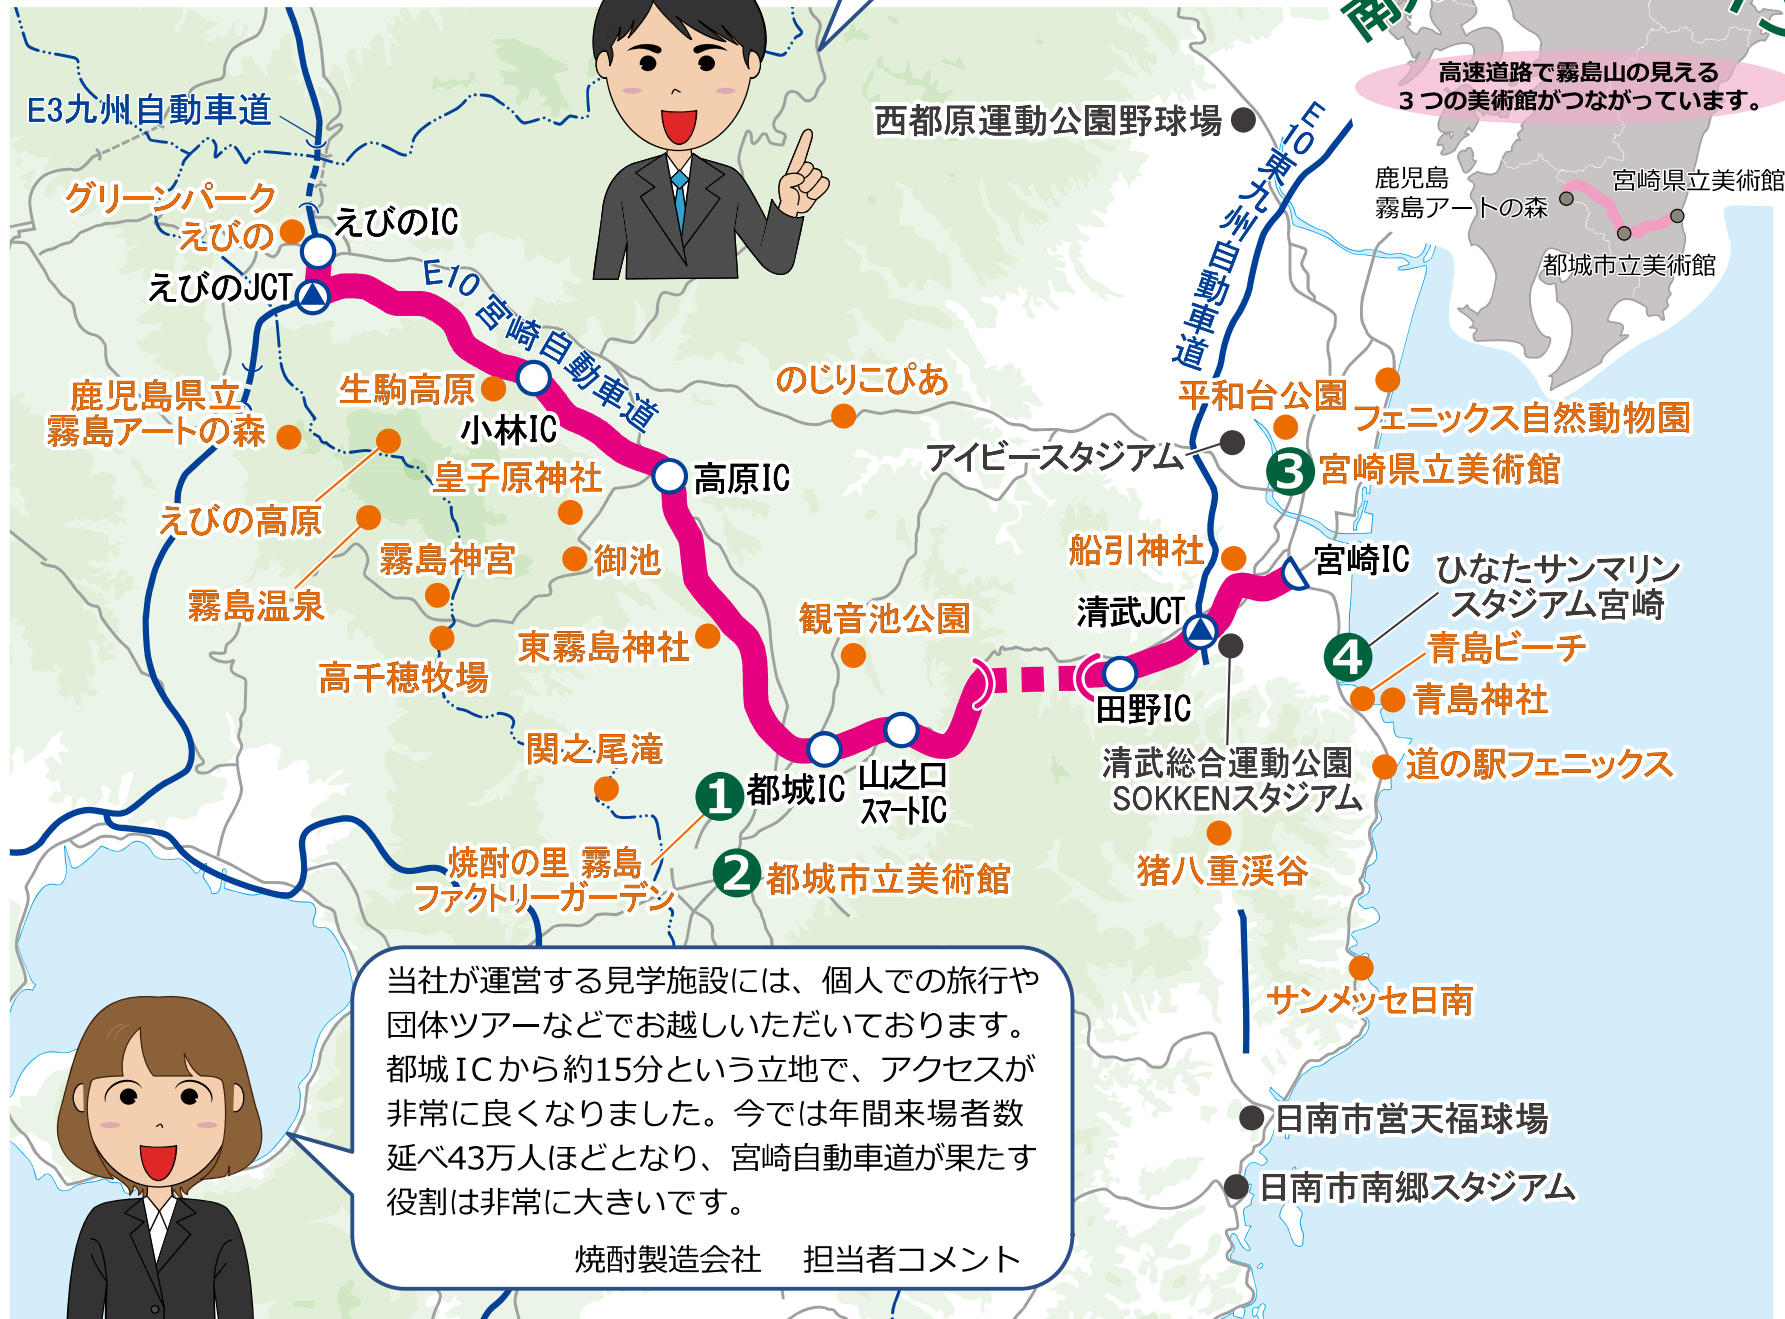 高速道路で霧島山の見える
3つの美術館がつながっています。
鹿児島
霧島アートの森
宮崎県立美術館
都城市立美術館
E3九州自動車道
西都原運動公園野球場
E10東九州自動車道
グリーンパーク
えびの
えびのIC
えびのJCT
E10 宮崎自動車道
鹿児島県立
霧島アートの森
生駒高原
小林IC
のじりこぴあ
平和台公園
フェニックス自然動物園
アイビースタジアム
3 宮崎県立美術館
皇子原神社
高原IC
えびの高原
霧島神宮
御池
船引神社
宮崎IC
ひなたサンマリン
スタジアム宮崎
霧島温泉
清武JCT
観音池公園
東霧島神社
4
青島ビーチ
高千穂牧場
田野IC
青島神社
関之尾滝
清武総合運動公園
SOKKENスタジアム
道の駅フェニックス
1
都城IC
山之口
スマートIC
焼酎の里 霧島
ファクトリーガーデン
2 都城市立美術館
猪八重渓谷
サンメッセ日南
日南市営天福球場
日南市南郷スタジアム
当社が運営する見学施設には、個人での旅行や
団体ツアーなどでお越しいただいております。
都城ICから約15分という立地で、アクセスが
非常に良くなりました。今では年間来場者数
延べ43万人ほどとなり、宮崎自動車道が果たす
役割は非常に大きいです。
焼酎製造会社 担当者コメント